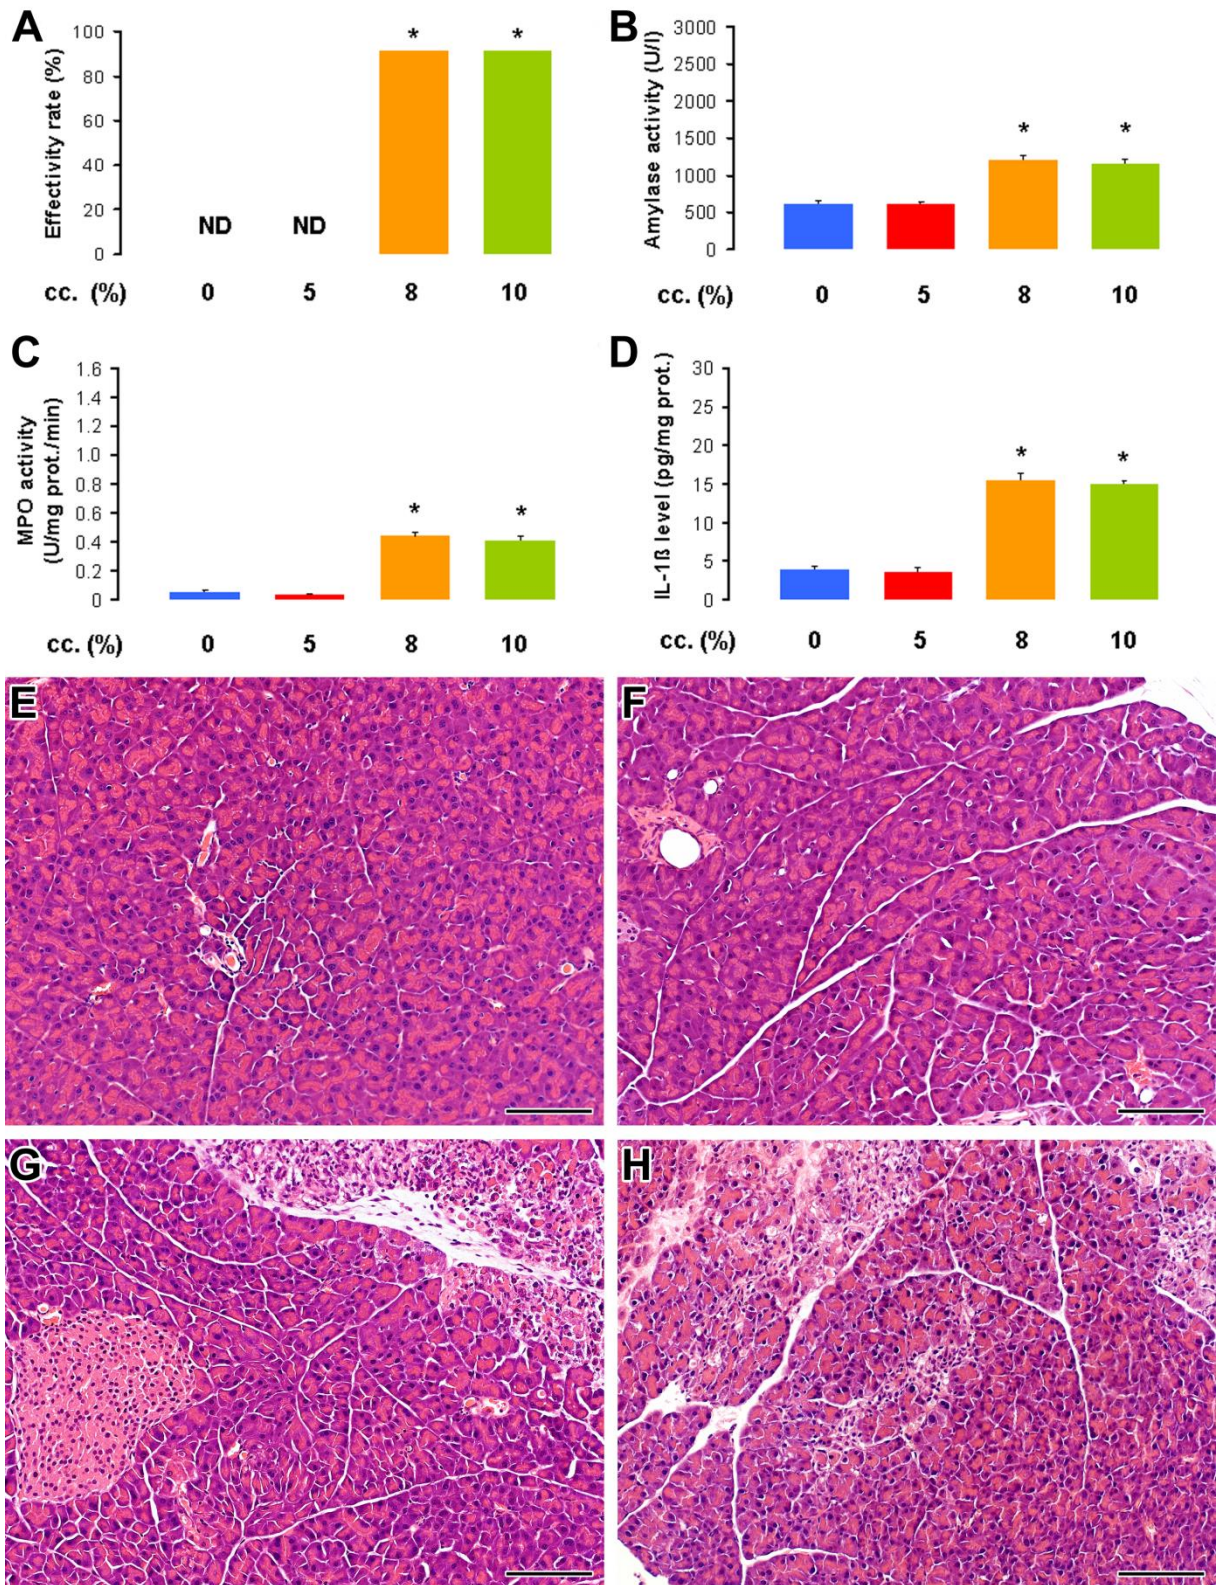 A
Effectivity rate (%)
100
80
60
40
20
0
* *
ND ND
cc. (%) 0 5 8 10
B
Amylase activity (U/l)
3000
2500
2000
1500
1000
500
0
* *
cc. (%) 0 5 8 10
C
MPO activity
(U/mg prot./min)
1.6
1.4
1.2
1.0
0.8
0.6
0.4
0.2
0
* *
cc. (%) 0 5 8 10
D
IL-1ß level (pg/mg prot.)
30
25
20
15
10
5
0
* *
cc. (%) 0 5 8 10
E
F
G
H